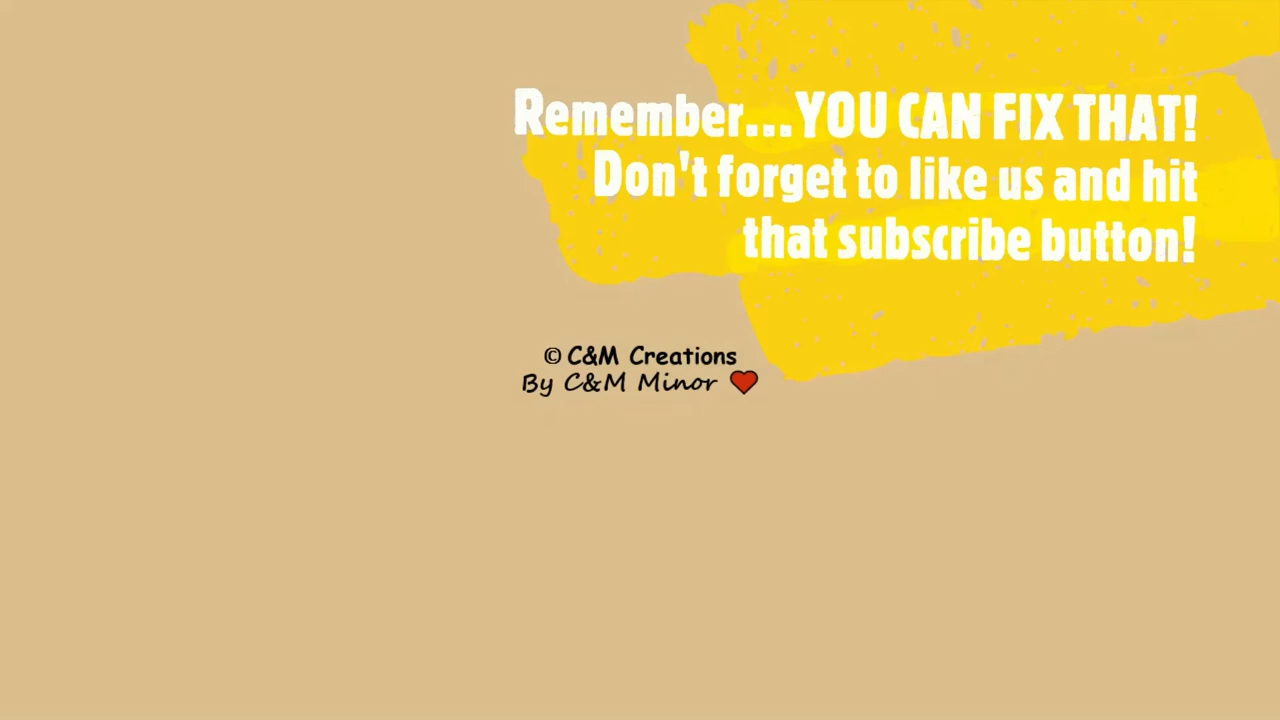 Remember...YOU CAN FIX THAT!
Don't forget to like us and hit
that subscribe button!
© C&M Creations
By C&M Minor ❤